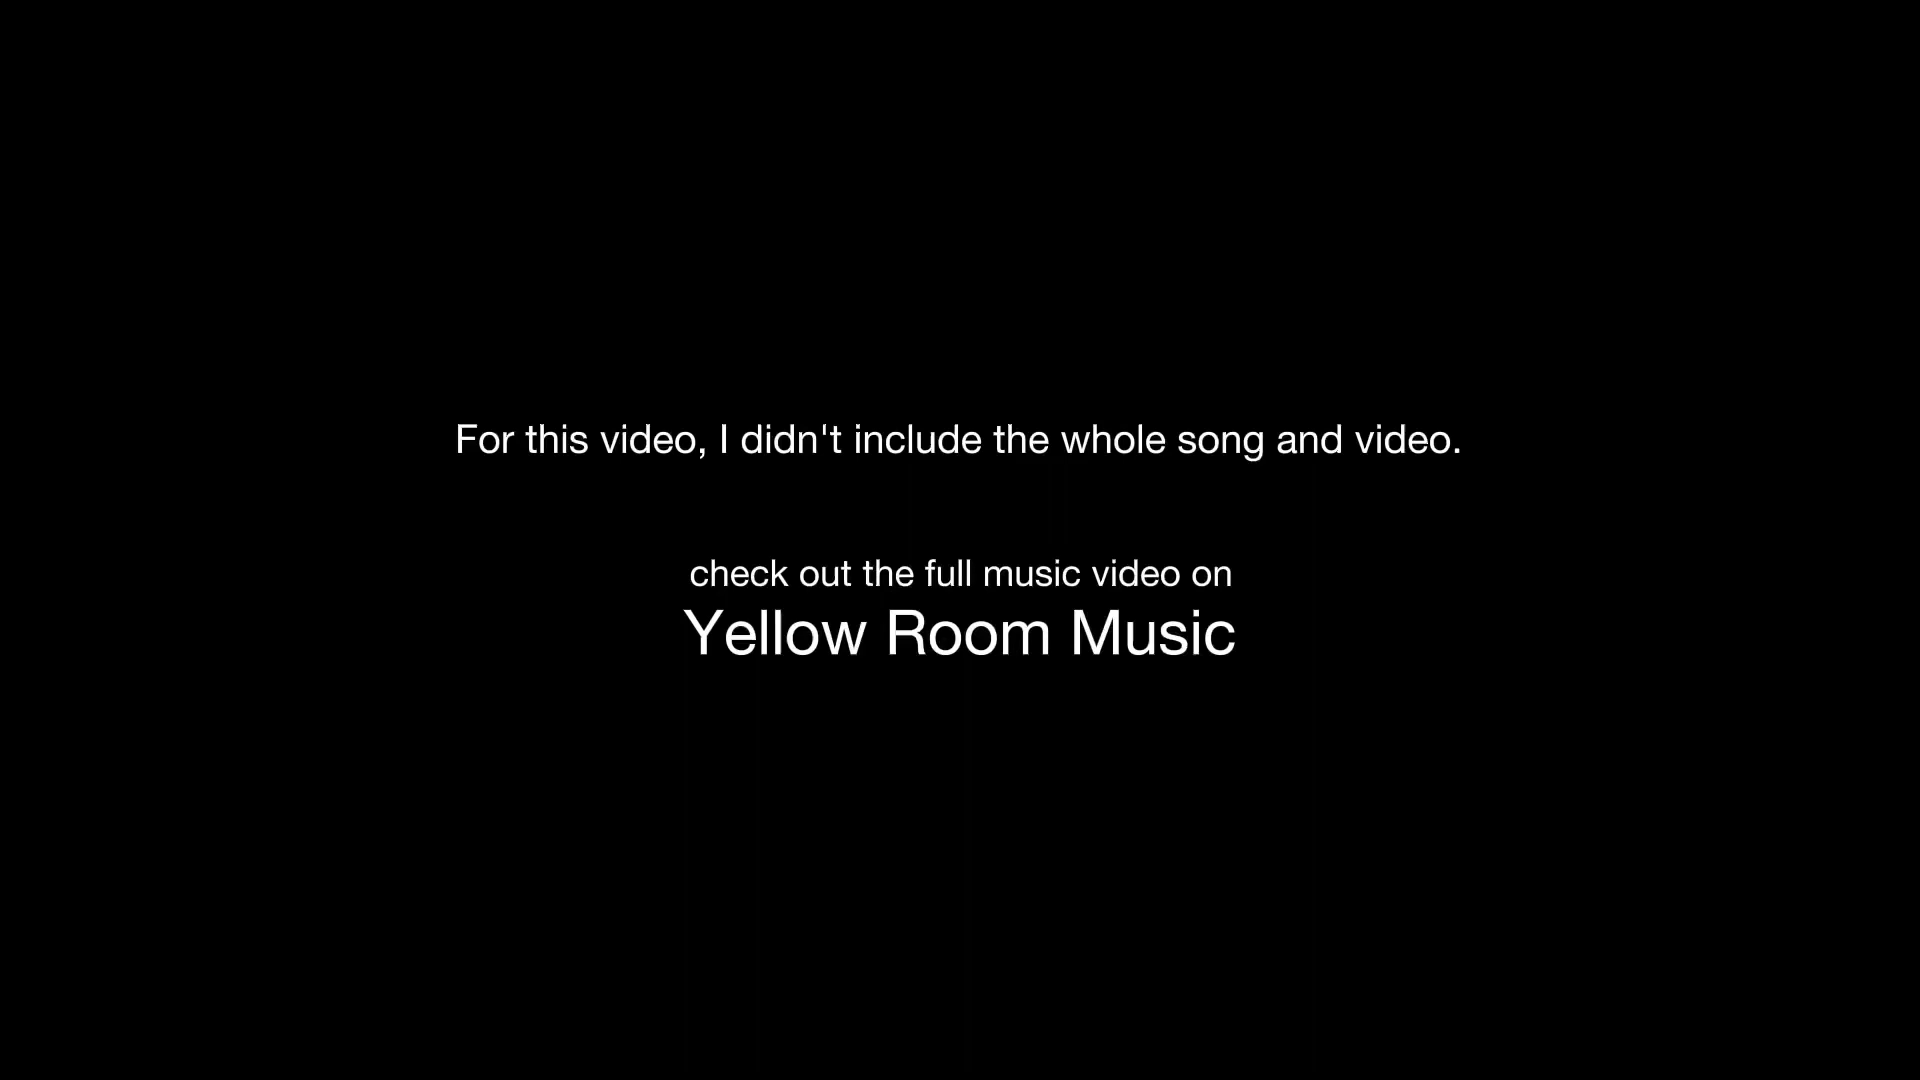 For this video, I didn't include the whole song and video.
check out the full music video on
Yellow Room Music